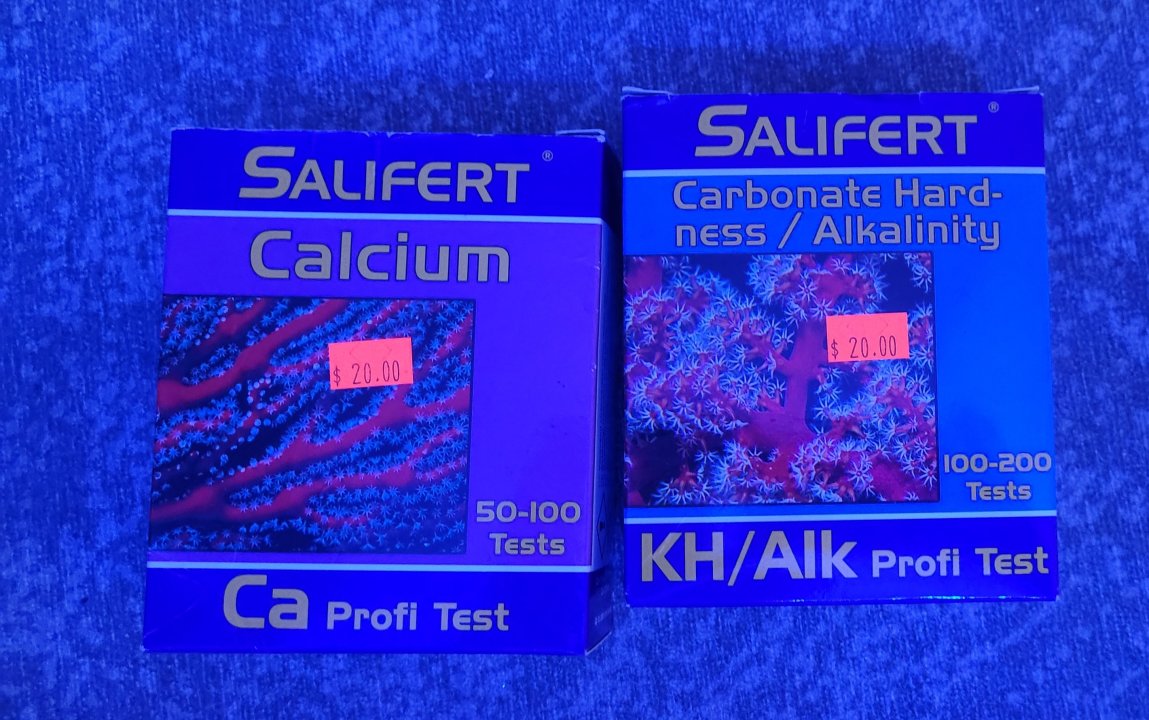 SALIFERT ®
Calcium
$ 20.00
50-100
Tests
Ca Profi Test
SALIFERT ®
Carbonate Hard-
ness / Alkalinity
$ 20.00
100-200
Tests
KH/Alk Profi Test